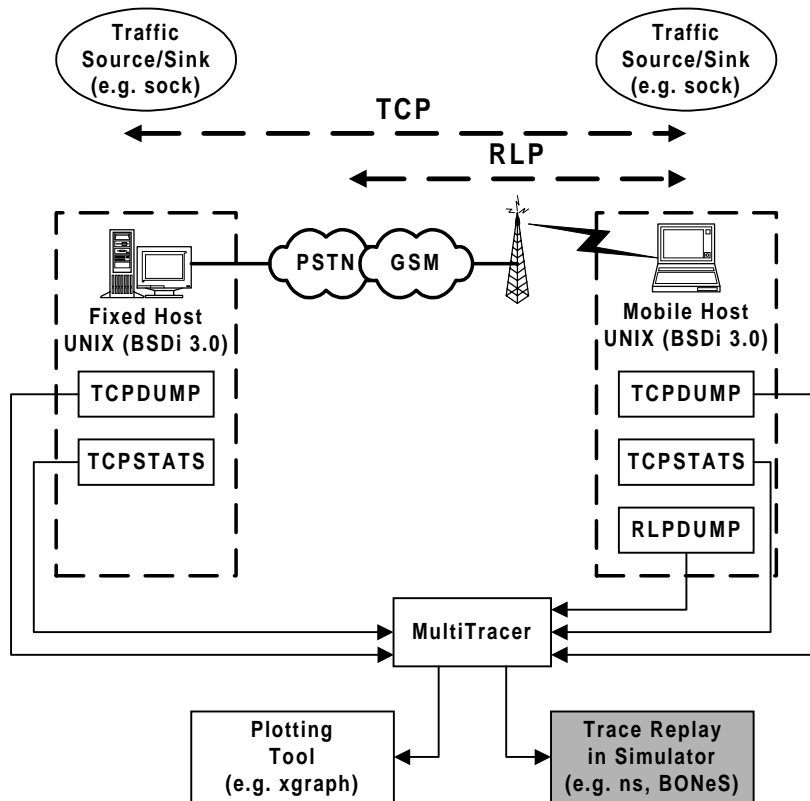 Traffic
Source/Sink
(e.g. sock)
Traffic
Source/Sink
(e.g. sock)
TCP
RLP
PSTN
GSM
Fixed Host
UNIX (BSDi 3.0)
Mobile Host
UNIX (BSDi 3.0)
TCPDUMP
TCPSTATS
TCPDUMP
TCPSTATS
RLPDUMP
MultiTracer
Plotting
Tool
(e.g. xgraph)
Trace Replay
in Simulator
(e.g. ns, BONeS)